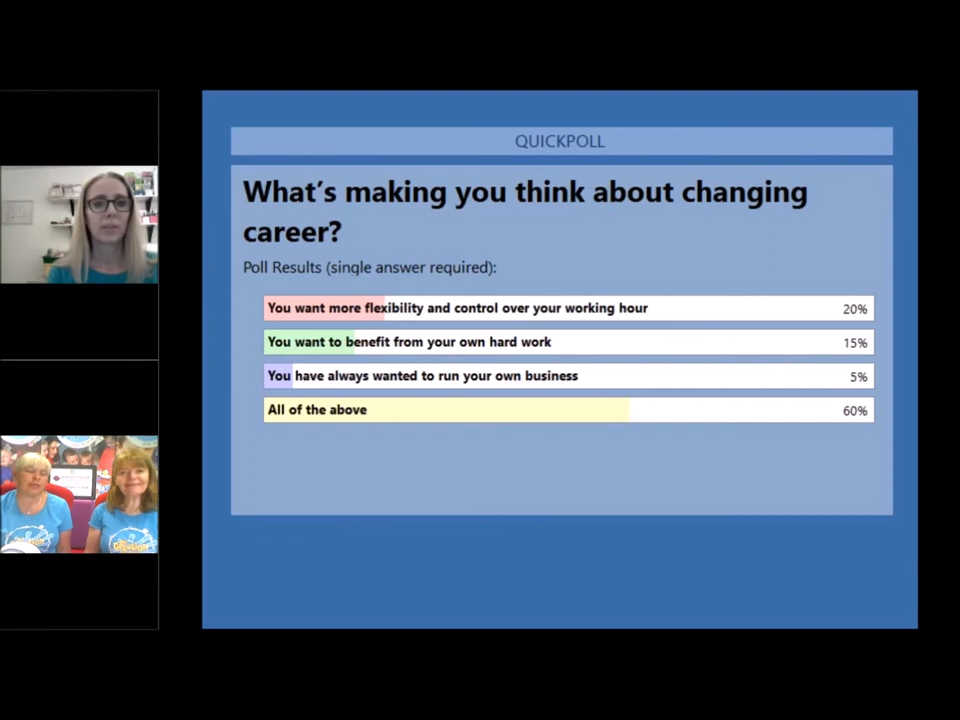 QUICKPOLL
What's making you think about changing
career?
Poll Results (single answer required):
You want more flexibility and control over your working hour 20%
You want to benefit from your own hard work 15%
You have always wanted to run your own business 5%
All of the above 60%
Creation